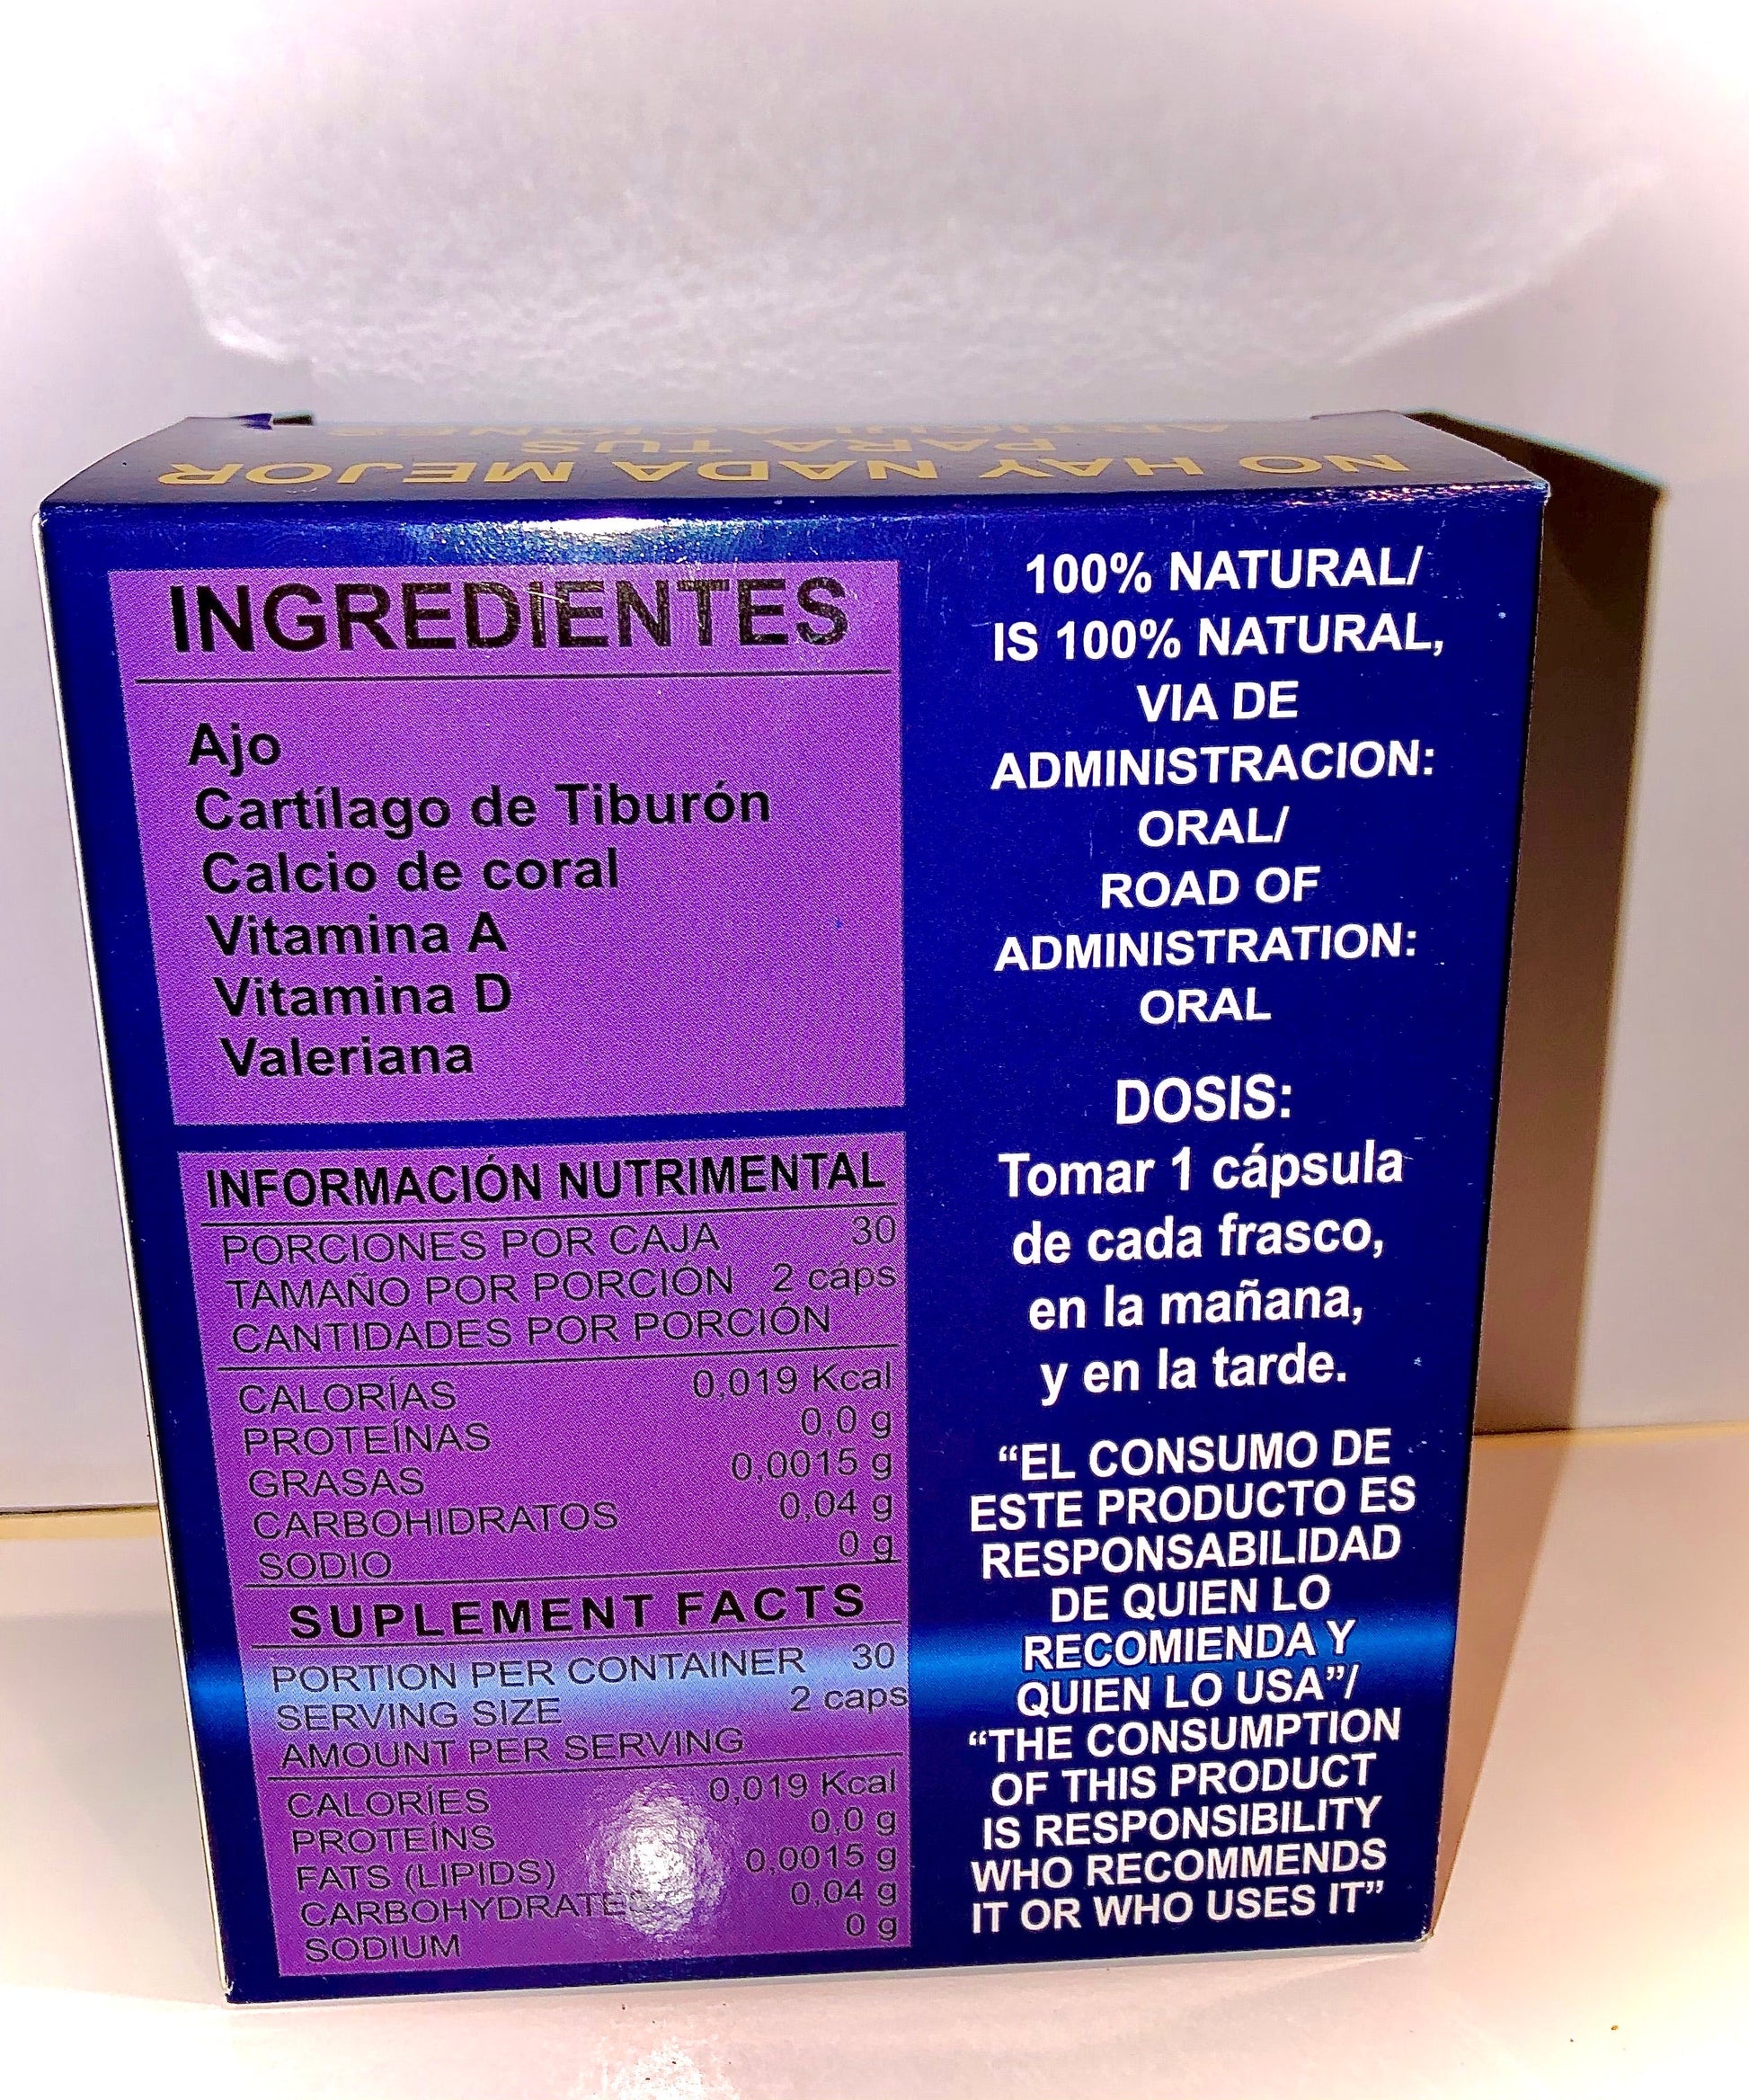 NO HAY NADA MEJOR
PARA TUS
ARTICULACIONES
INGREDIENTES
Ajo
Cartílago de Tiburón
Calcio de coral
Vitamina A
Vitamina D
Valeriana
INFORMACIÓN NUTRIMENTAL
PORCIONES POR CAJA 30
TAMAÑO POR PORCIÓN 2 cáps
CANTIDADES POR PORCIÓN
CALORÍAS 0,019 Kcal
PROTEÍNAS 0,0 g
GRASAS 0,0015 g
CARBOHIDRATOS 0,04 g
SODIO 0 g
SUPLEMENT FACTS
PORTION PER CONTAINER 30
SERVING SIZE 2 caps
AMOUNT PER SERVING
CALORÍES 0,019 Kcal
PROTEÍNS 0,0 g
FATS (LIPIDS) 0,0015 g
CARBOHYDRATES 0,04 g
SODIUM 0 g
100% NATURAL/
IS 100% NATURAL,
VIA DE
ADMINISTRACION:
ORAL/
ROAD OF
ADMINISTRATION:
ORAL
DOSIS:
Tomar 1 cápsula
de cada frasco,
en la mañana,
y en la tarde.
“EL CONSUMO DE
ESTE PRODUCTO ES
RESPONSABILIDAD
DE QUIEN LO
RECOMIENDA Y
QUIEN LO USA”/
“THE CONSUMPTION
OF THIS PRODUCT
IS RESPONSIBILITY
WHO RECOMMENDS
IT OR WHO USES IT”